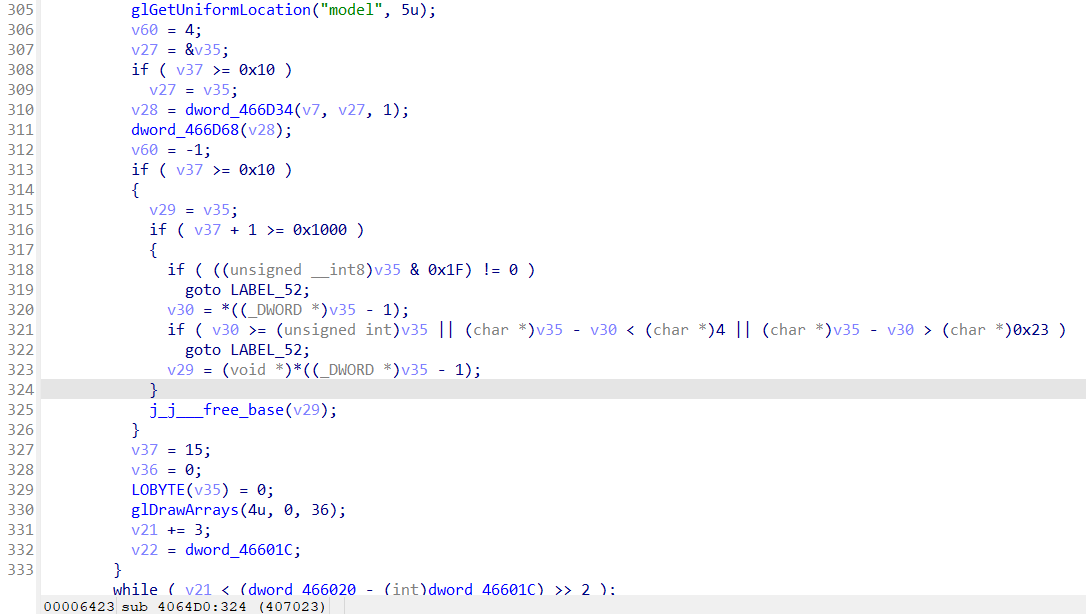 305 glGetUniformLocation("model", 5u);
306 v60 = 4;
307 v27 = &v35;
308 if ( v37 >= 0x10 )
309 v27 = v35;
310 v28 = dword_466D34(v7, v27, 1);
311 dword_466D68(v28);
312 v60 = -1;
313 if ( v37 >= 0x10 )
314 {
315 v29 = v35;
316 if ( v37 + 1 >= 0x1000 )
317 {
318 if ( ((unsigned __int8)v35 & 0x1F) != 0 )
319 goto LABEL_52;
320 v30 = *((_DWORD *)v35 - 1);
321 if ( v30 >= (unsigned int)v35 || (char *)v35 - v30 < (char *)4 || (char *)v35 - v30 > (char *)0x23 )
322 goto LABEL_52;
323 v29 = (void *)*((_DWORD *)v35 - 1);
324 }
325 j_j___free_base(v29);
326 }
327 v37 = 15;
328 v36 = 0;
329 LOBYTE(v35) = 0;
330 glDrawArrays(4u, 0, 36);
331 v21 += 3;
332 v22 = dword_46601C;
333 }
while ( v21 < (dword_466020 - (int)dword_46601C) >> 2 );
00006423 sub_4064D0:324 (407023)